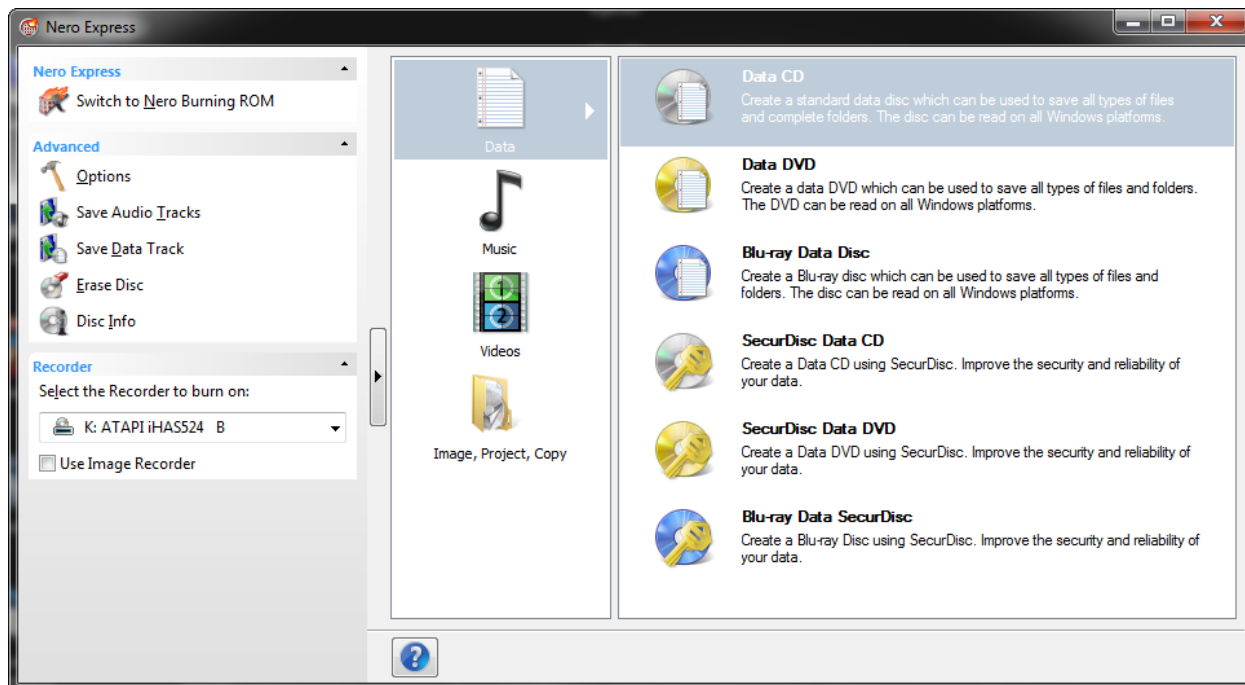 Nero Express
Nero Express
Switch to Nero Burning ROM
Advanced
Options
Save Audio Tracks
Save Data Track
Erase Disc
Disc Info
Recorder
Select the Recorder to burn on:
K: ATAPI iHAS524 B
Use Image Recorder
Data
Music
1
2
Videos
Image, Project, Copy
Data CD
Create a standard data disc which can be used to save all types of files
and complete folders. The disc can be read on all Windows platforms.
Data DVD
Create a data DVD which can be used to save all types of files and folders.
The DVD can be read on all Windows platforms.
Blu-ray Data Disc
Create a Blu-ray disc which can be used to save all types of files and
folders. The disc can be read on all Windows platforms.
SecurDisc Data CD
Create a Data CD using SecurDisc. Improve the security and reliability of
your data.
SecurDisc Data DVD
Create a Data DVD using SecurDisc. Improve the security and reliability of
your data.
Blu-ray Data SecurDisc
Create a Blu-ray Disc using SecurDisc. Improve the security and reliability of
your data.
?